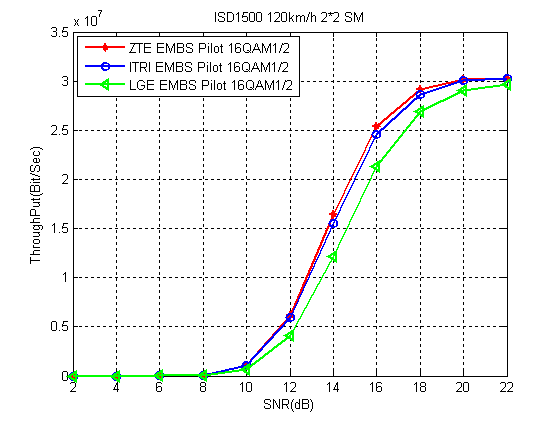 ISD1500 120km/h 2*2 SM
x 10^7
ZTE EMBS Pilot 16QAM1/2
ITRI EMBS Pilot 16QAM1/2
LGE EMBS Pilot 16QAM1/2
ThroughPut(Bit/Sec)
3.5
3
2.5
2
1.5
1
0.5
0
2 4 6 8 10 12 14 16 18 20 22
SNR(dB)